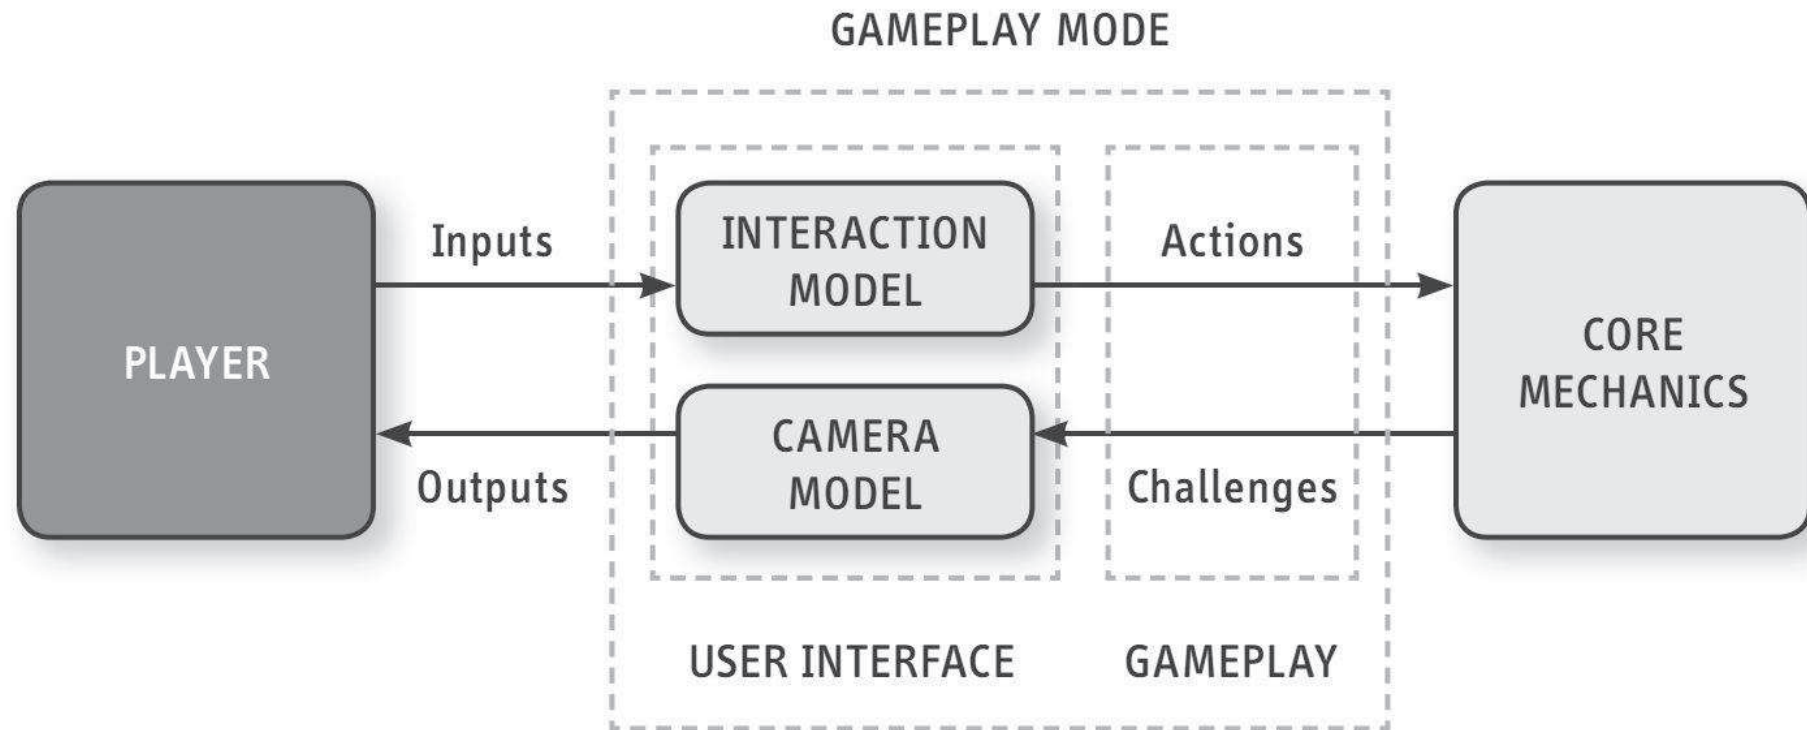 GAMEPLAY MODE
PLAYER
Inputs
Outputs
INTERACTION
MODEL
CAMERA
MODEL
Actions
Challenges
CORE
MECHANICS
USER INTERFACE
GAMEPLAY